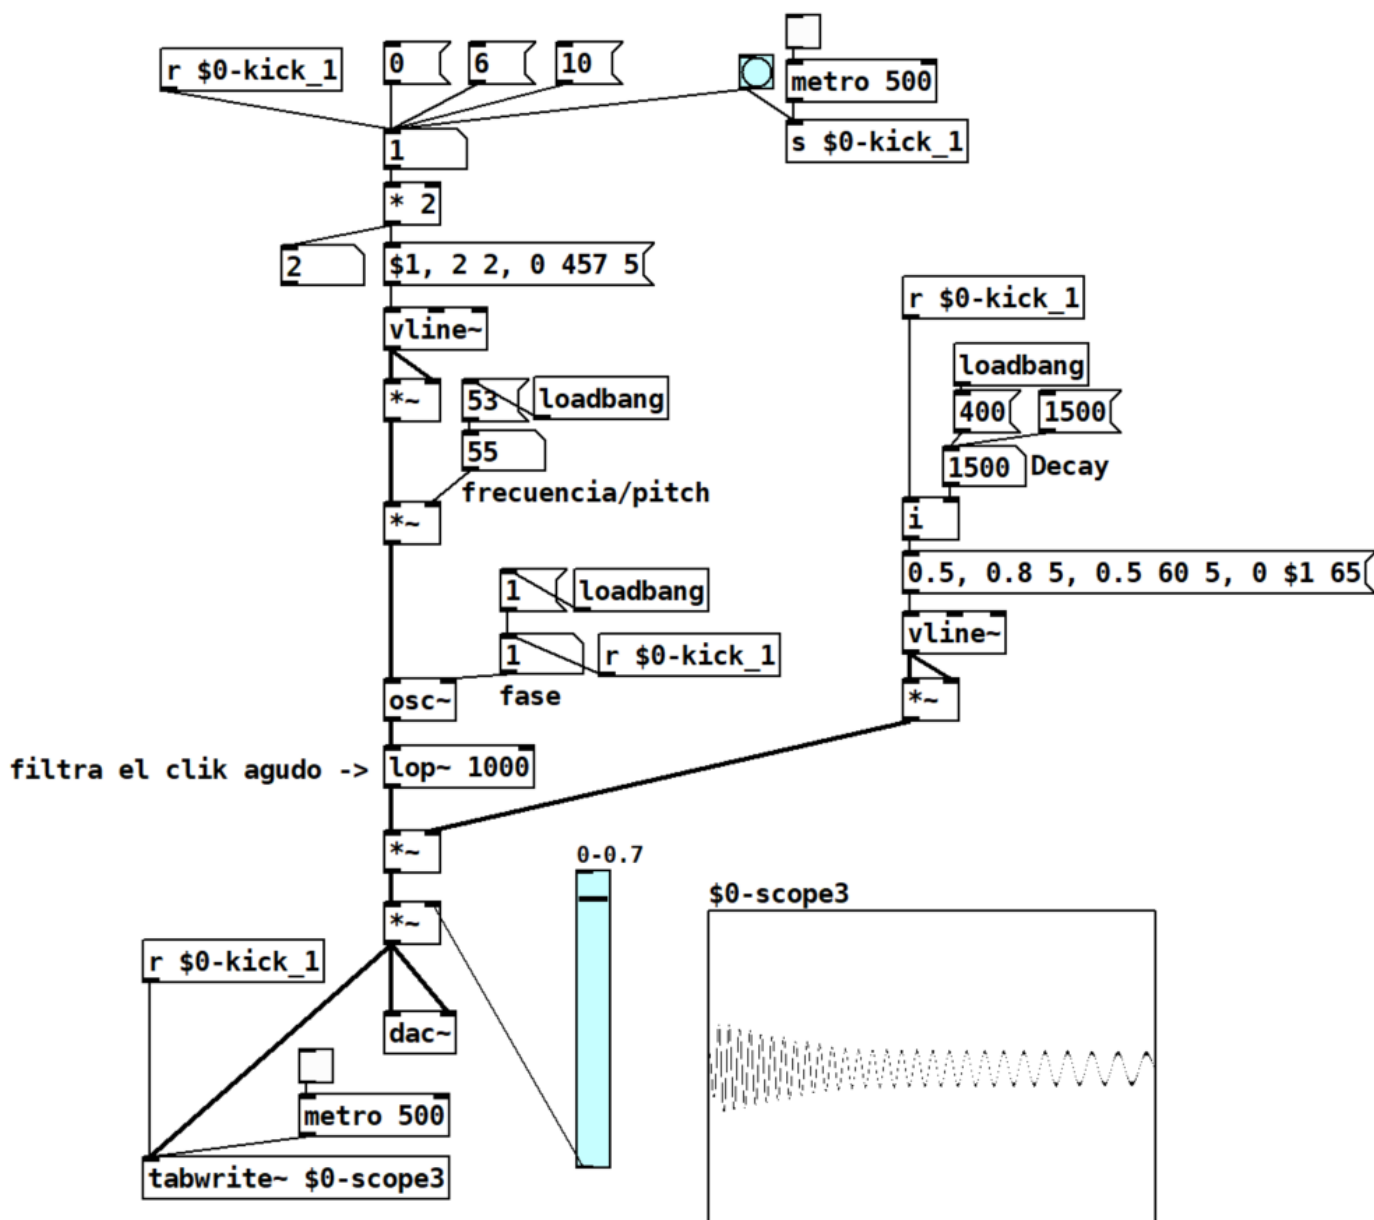 r $0-kick_1
0
6
10
metro 500
s $0-kick_1
1
* 2
2
$1, 2 2, 0 457 5
r $0-kick_1
vline~
loadbang
*~
53
loadbang
400
1500
55
1500
Decay
frecuencia/pitch
*~
i
0.5, 0.8 5, 0.5 60 5, 0 $1 65
1
loadbang
vline~
1
r $0-kick_1
osc~
fase
*~
filtra el clik agudo ->
lop~ 1000
*~
0-0.7
$0-scope3
*~
r $0-kick_1
dac~
metro 500
tabwrite~ $0-scope3